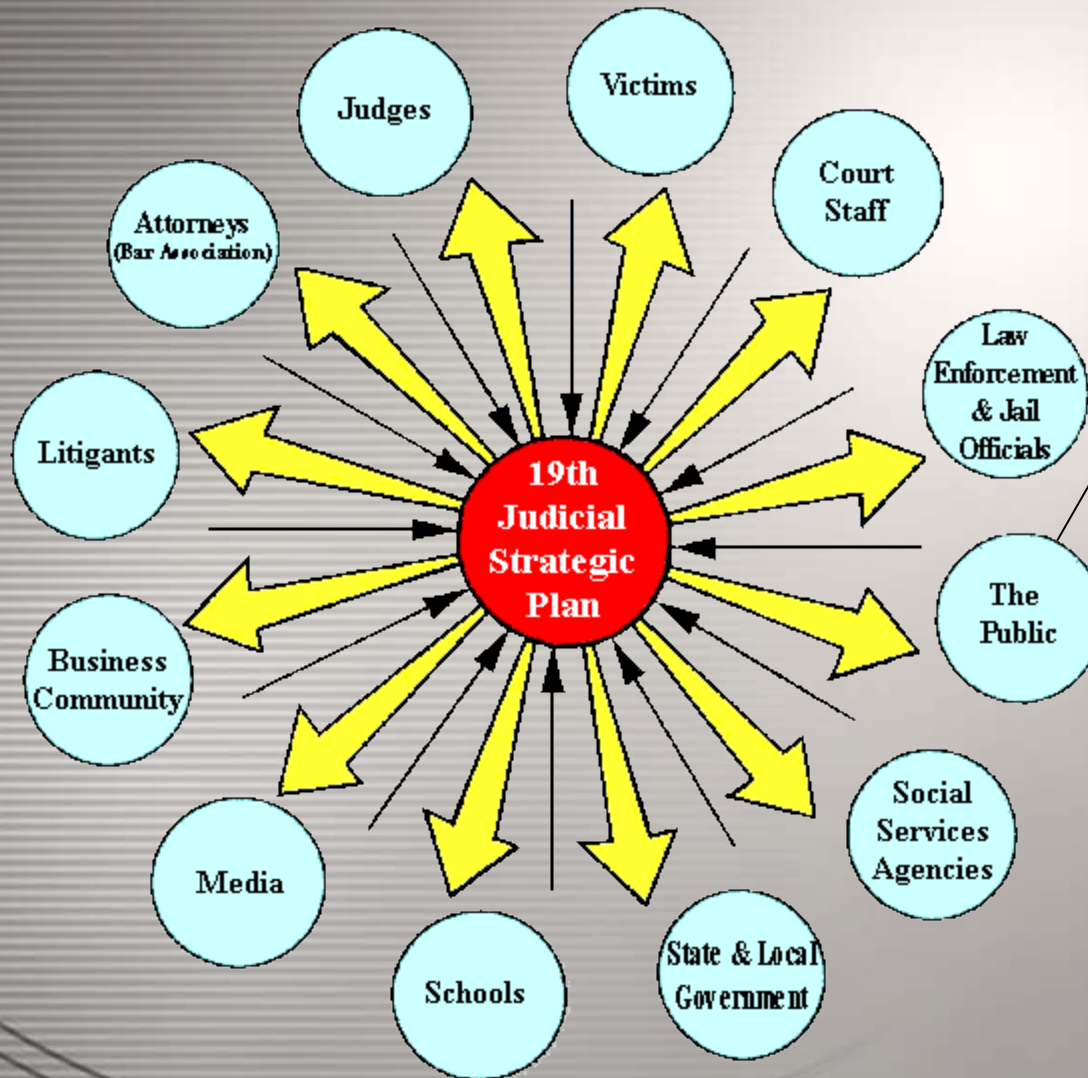 Judges
Victims
Court
Staff
Attorneys
(Bar Association)
Law
Enforcement
& Jail
Officials
Litigants
19th
Judicial
Strategic
Plan
The
Public
Business
Community
Social
Services
Agencies
Media
State & Local
Government
Schools